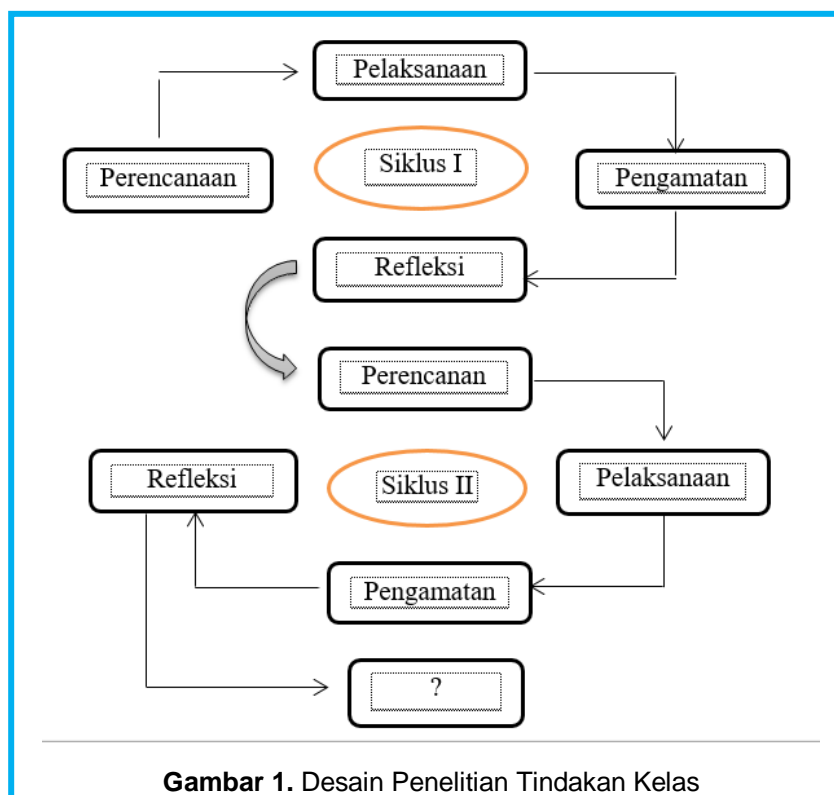 Pelaksanaan
Perencanaan
Siklus I
Pengamatan
Refleksi
Perencanan
Refleksi
Siklus II
Pelaksanaan
Pengamatan
?
Gambar 1. Desain Penelitian Tindakan Kelas